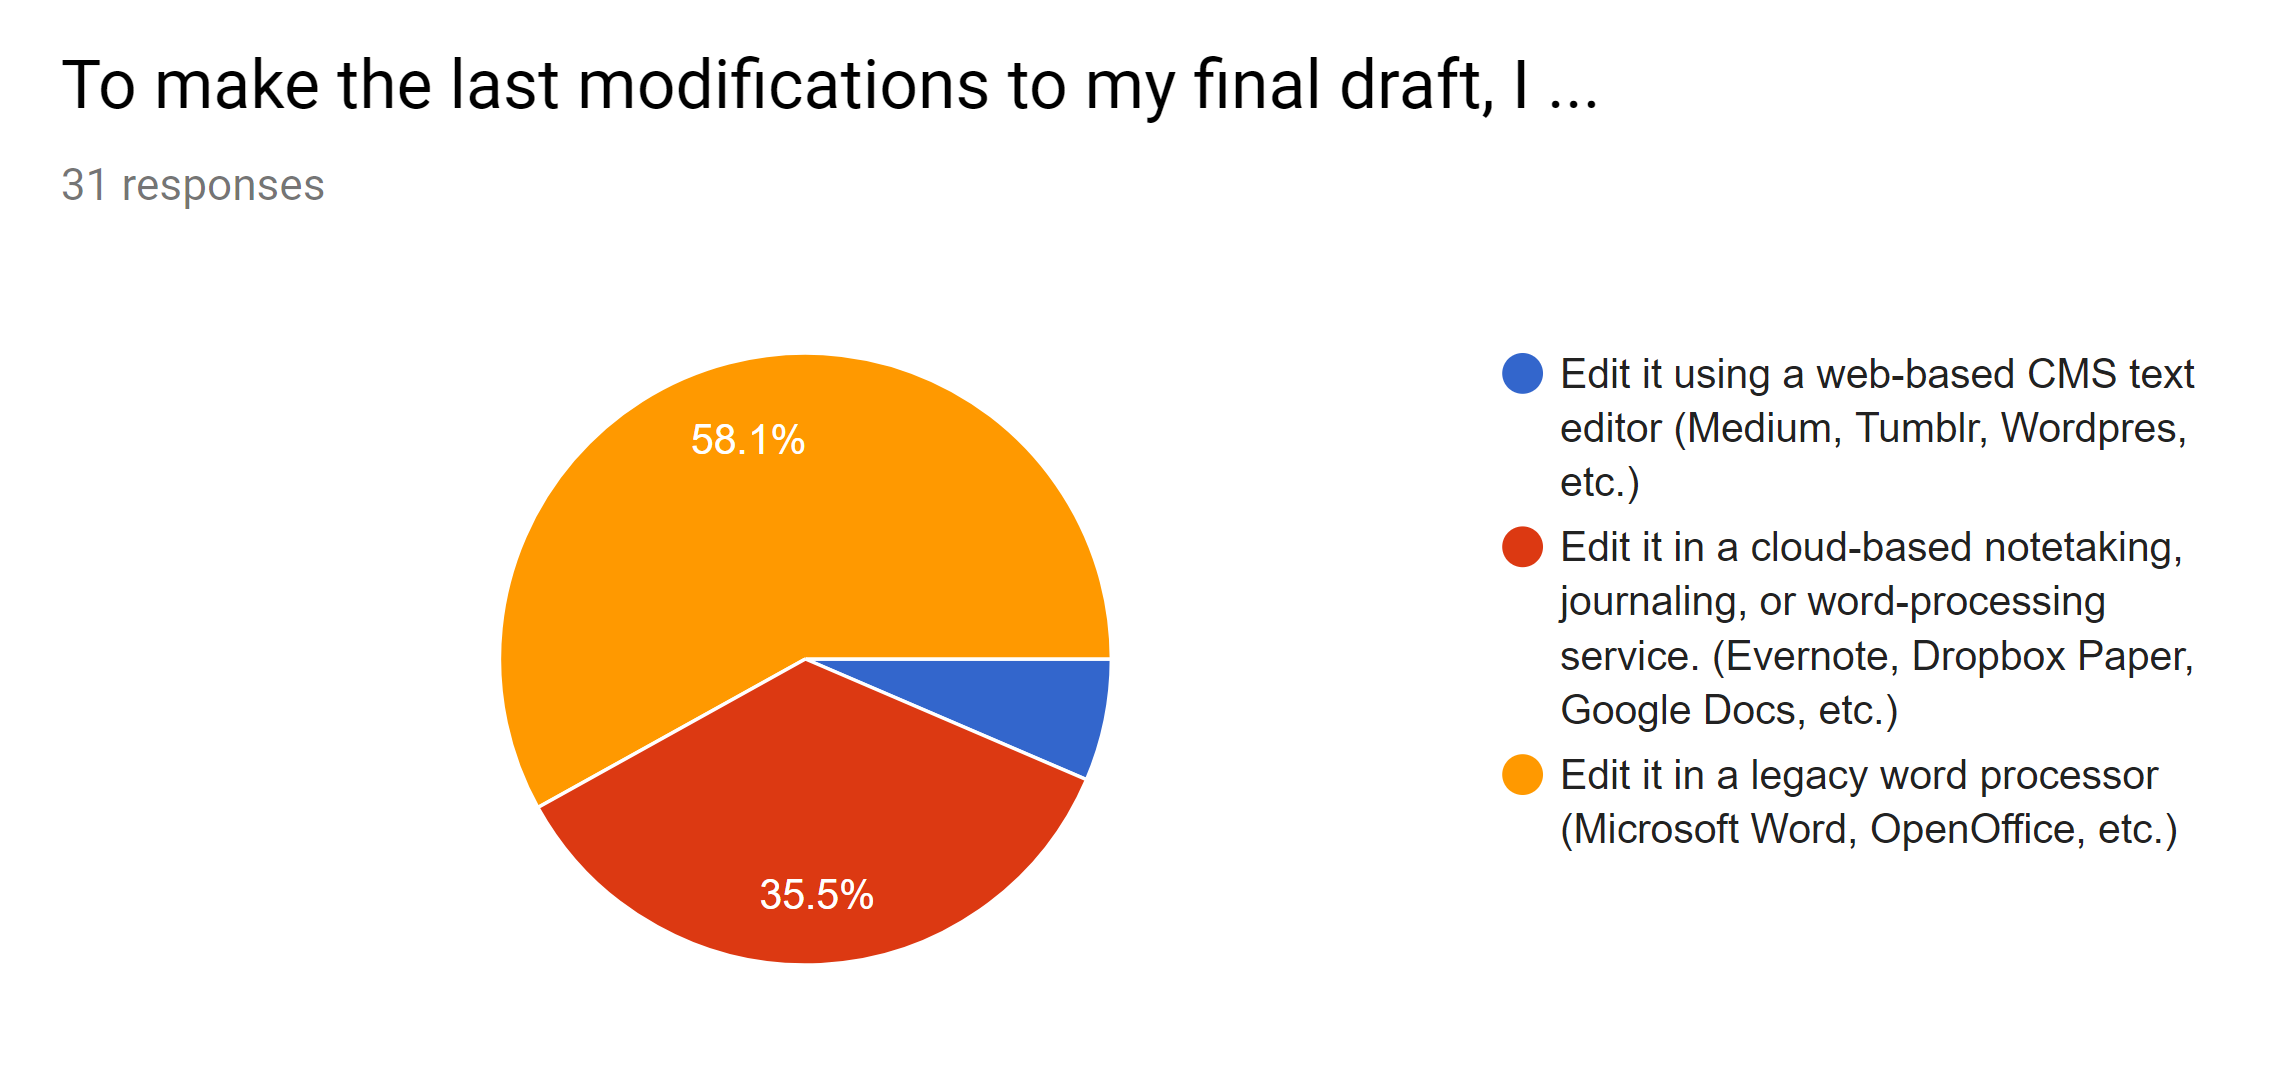 To make the last modifications to my final draft, I ...
31 responses
58.1%
35.5%
Edit it using a web-based CMS text
editor (Medium, Tumblr, Wordpres,
etc.)
Edit it in a cloud-based notetaking,
journaling, or word-processing
service. (Evernote, Dropbox Paper,
Google Docs, etc.)
Edit it in a legacy word processor
(Microsoft Word, OpenOffice, etc.)